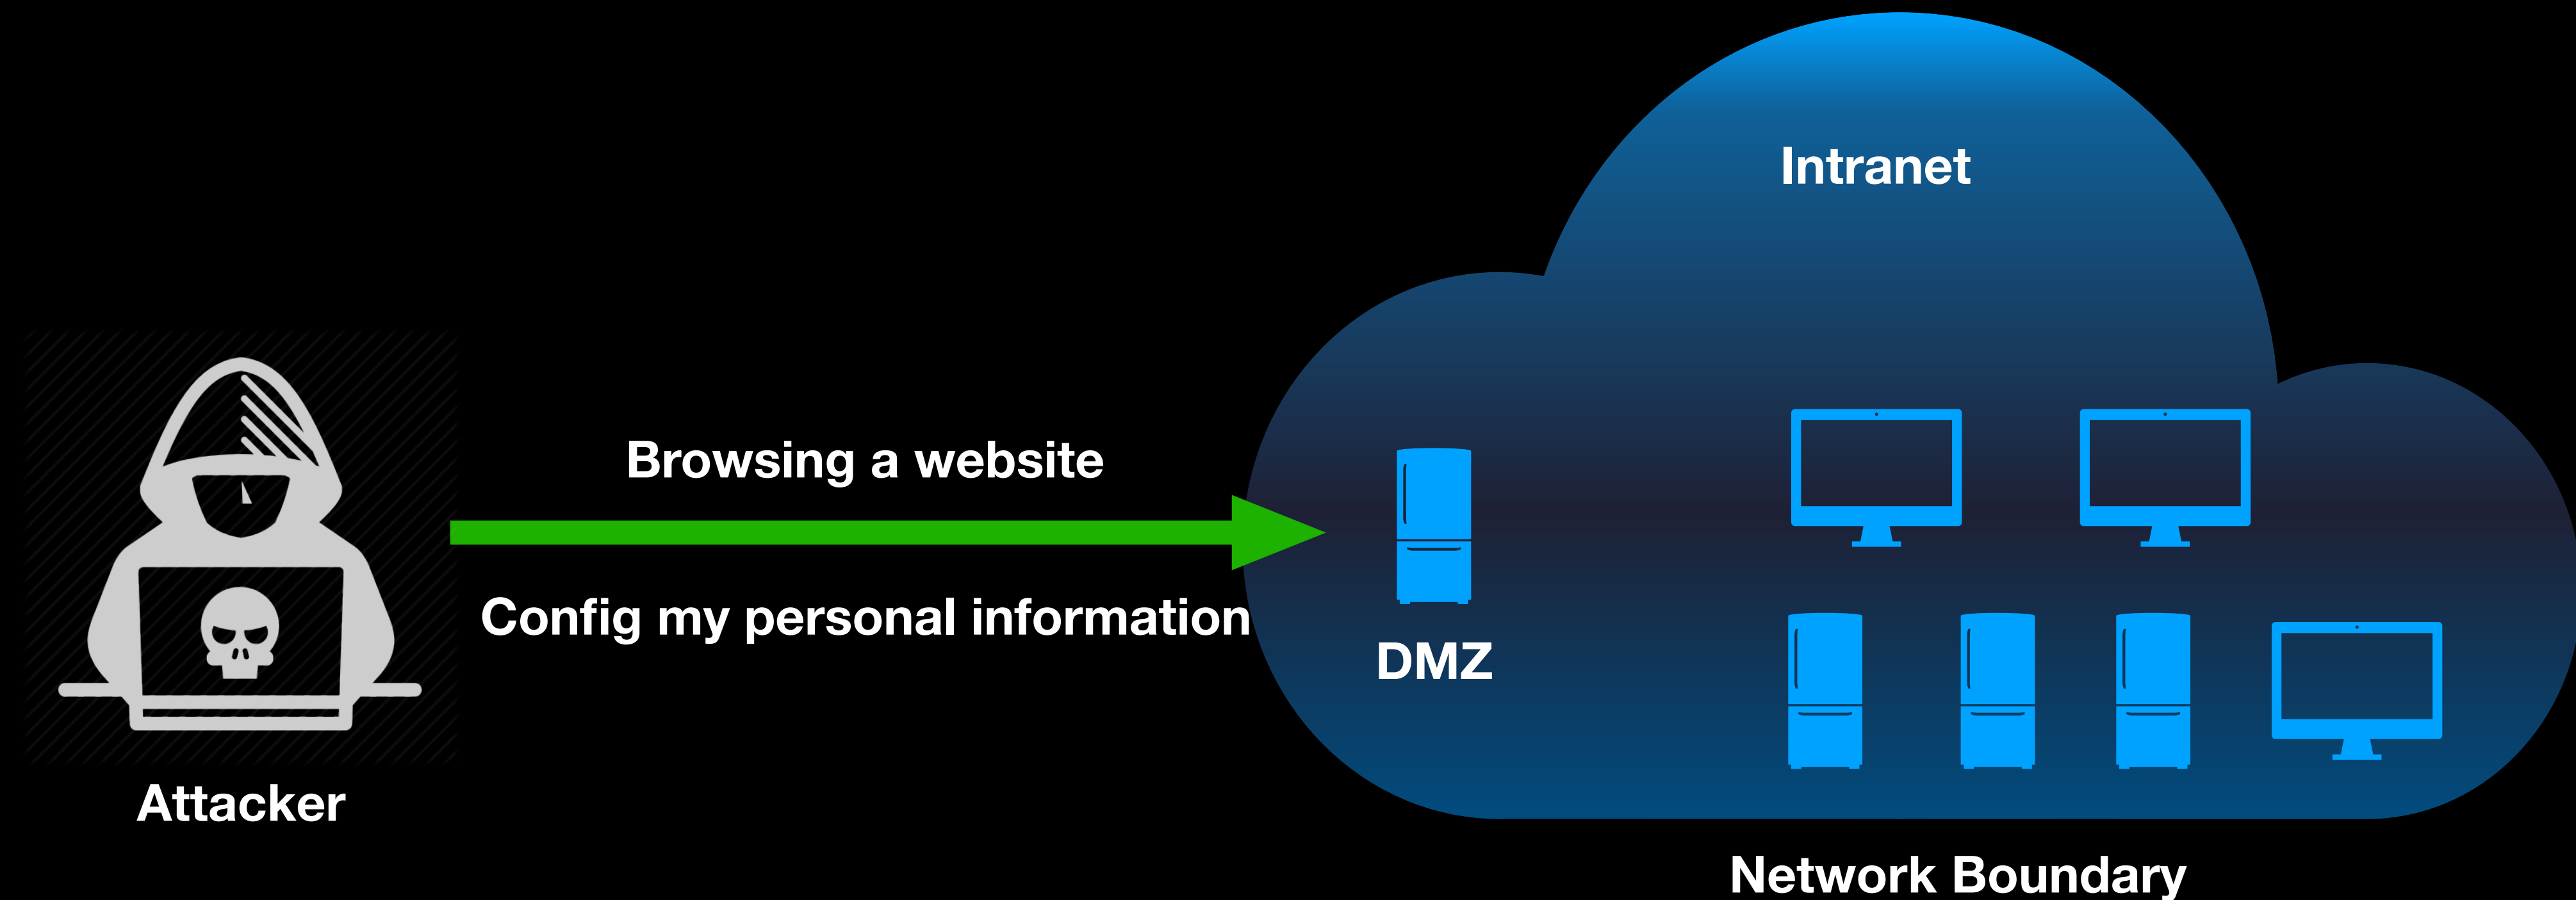 Intranet
Browsing a website
Config my personal information
DMZ
Attacker
Network Boundary